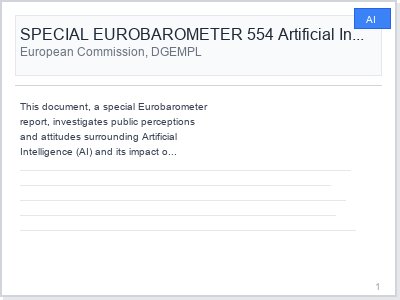 AI
SPECIAL EUROBAROMETER 554 Artificial In...
European Commission, DGEMPL
This document, a special Eurobarometer
report, investigates public perceptions
and attitudes surrounding Artificial
Intelligence (AI) and its impact o...
1